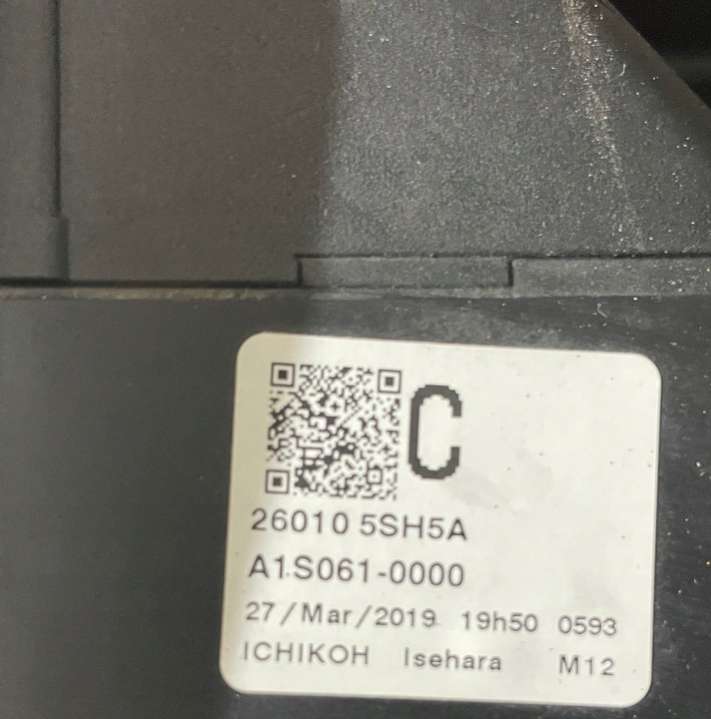 C
26010 5SH5A
A1S061-0000
27/Mar/2019 19h50 0593
ICHIKOH Isehara M12